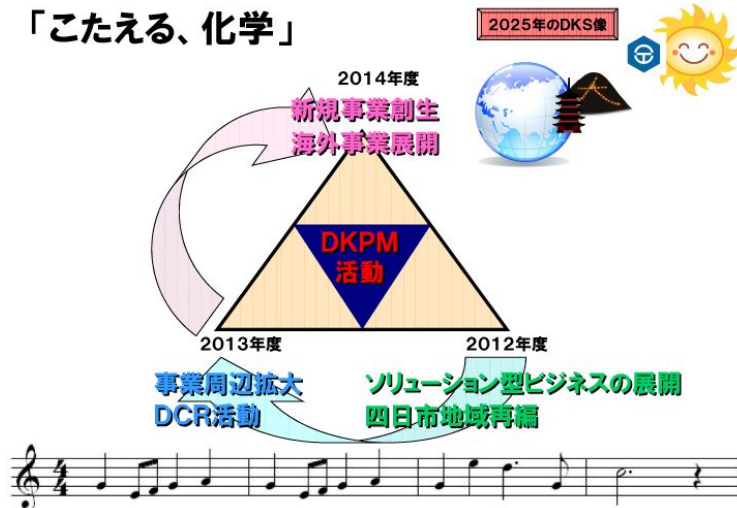 「こたえる、化学」
2025年のDKS像
2014年度
新規事業創生
海外事業展開
DKPM
活動
2013年度
2012年度
事業周辺拡大
DCR活動
ソリューション型ビジネスの展開
四日市地域再編
4
4